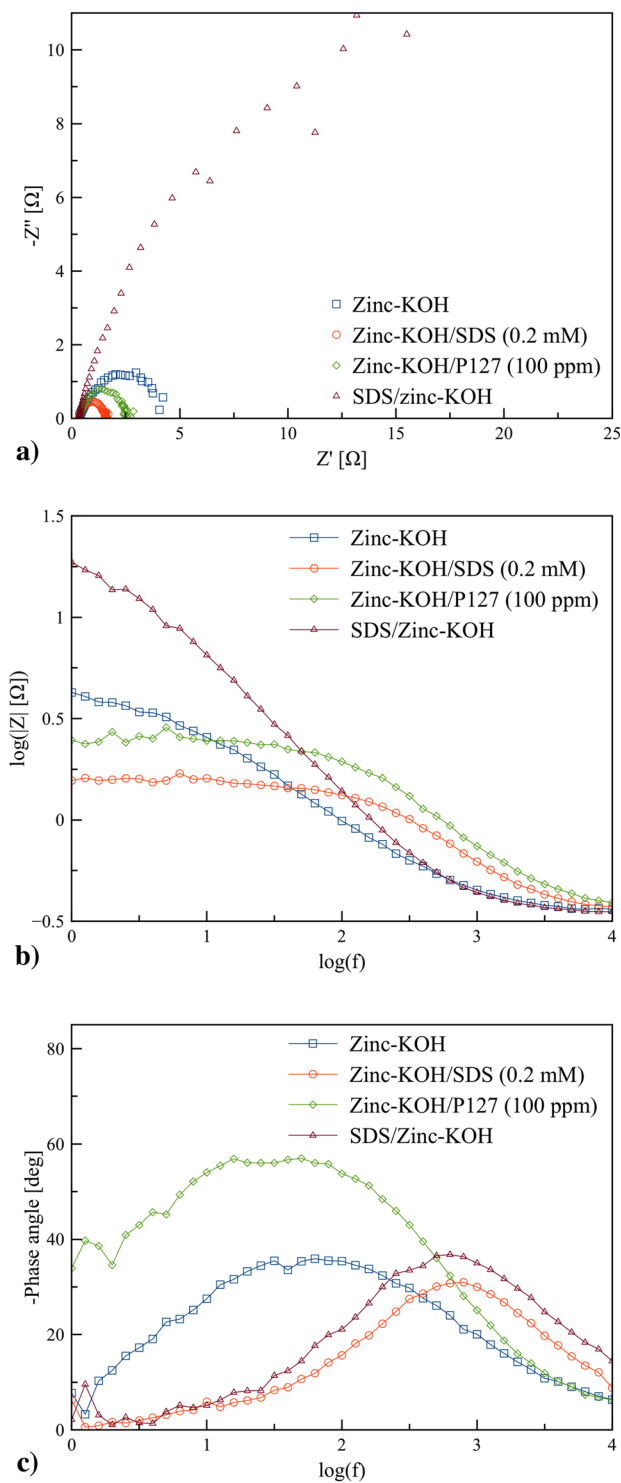 10
8
6
4
2
0
-Z'' [Ω]
Zinc-KOH
Zinc-KOH/SDS (0.2 mM)
Zinc-KOH/P127 (100 ppm)
SDS/zinc-KOH
0 5 10 15 20 25
Z' [Ω]
a)
1.5
1
0.5
0
−0.5
log(|Z| [Ω])
Zinc-KOH
Zinc-KOH/SDS (0.2 mM)
Zinc-KOH/P127 (100 ppm)
SDS/Zinc-KOH
0 1 2 3 4
log(f)
b)
80
60
40
20
0
-Phase angle [deg]
Zinc-KOH
Zinc-KOH/SDS (0.2 mM)
Zinc-KOH/P127 (100 ppm)
SDS/Zinc-KOH
0 1 2 3 4
log(f)
c)